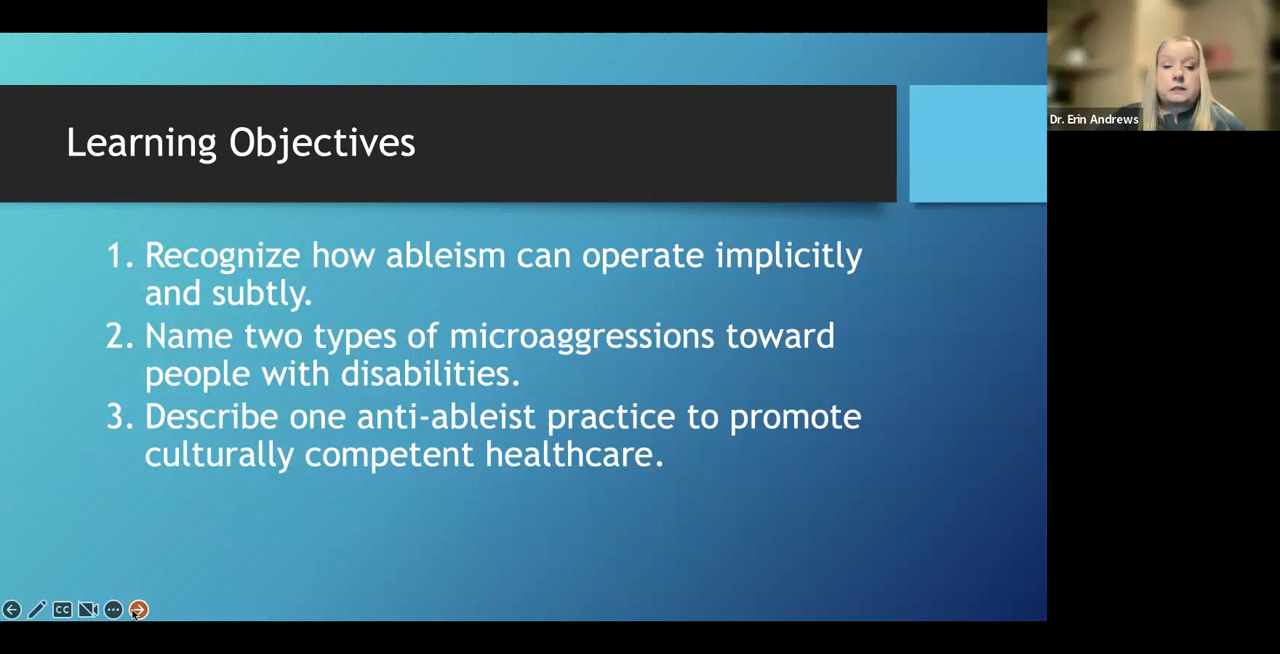 Learning Objectives
1. Recognize how ableism can operate implicitly
and subtly.
2. Name two types of microaggressions toward
people with disabilities.
3. Describe one anti-ableist practice to promote
culturally competent healthcare.
Dr. Erin Andrews
CC